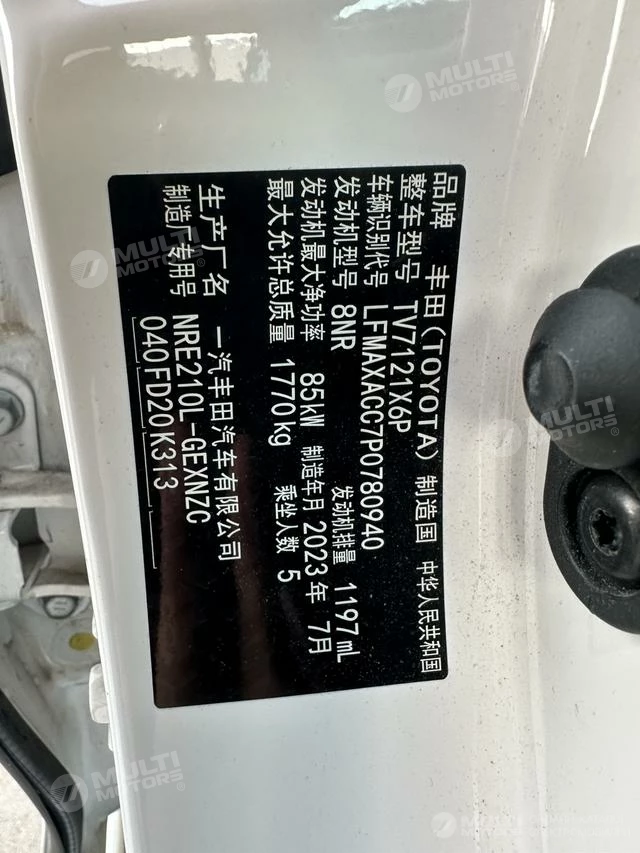 品牌 丰田(TOYOTA) 制造国 中华人民共和国
整车型号 TV7121X6P
车辆识别代号 LFMAXACC7P0780940
发动机型号 8NR 发动机排量 1197mL
发动机最大净功率 85kW 制造年月 2023年 7月
最大允许总质量 1770kg 乘坐人数 5
生产厂名 一汽丰田汽车有限公司
制造厂专用号 NRE210L-GEXNZC
040FD20K313
MULTI MOTORS®
MULTI MOTORS®
MULTI MOTORS®
MULTI MOTORS®